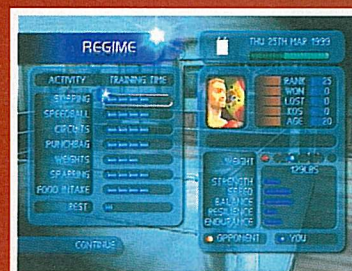 REGIME
THU 25TH MAR 1999
ACTIVITY TRAINING TIME
SKIPPING
SPEEDBALL
CIRCUITS
PUNCHBAG
WEIGHTS
SPARRING
FOOD INTAKE
REST
CONTINUE
RANK 25
WON 0
LOST 0
KOS 0
AGE 20
WEIGHT
129LBS
STRENGTH
SPEED
BALANCE
RESILIENCE
ENDURANCE
OPPONENT YOU